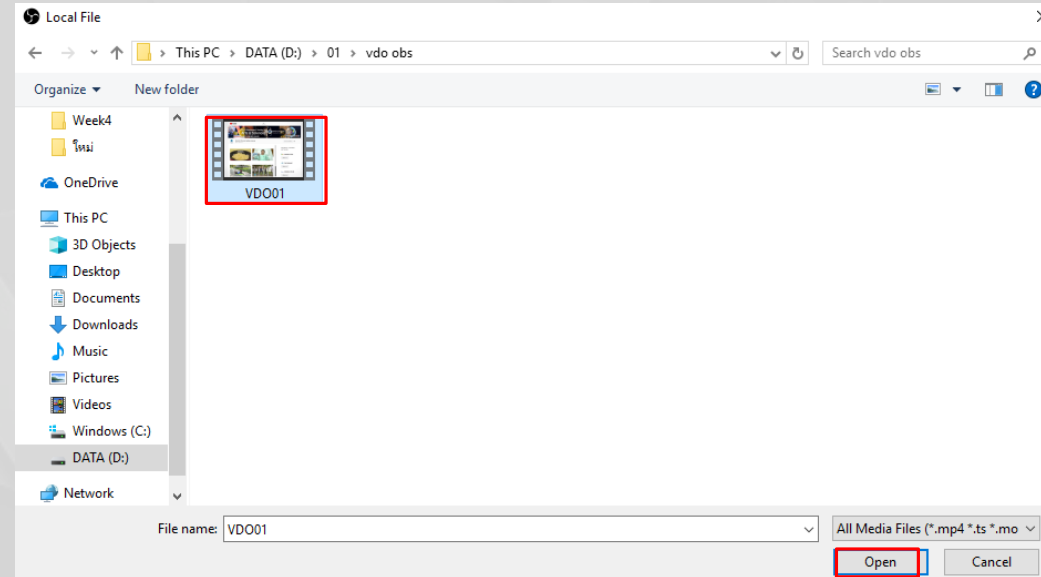 Local File
This PC > DATA (D:) > 01 > vdo obs
Search vdo obs
Organize
New folder
?
Week4
ใหม่
OneDrive
This PC
3D Objects
Desktop
Documents
Downloads
Music
Pictures
Videos
Windows (C:)
DATA (D:)
Network
VDO01
File name: VDO01
All Media Files (*.mp4 *.ts *.mo
Open
Cancel